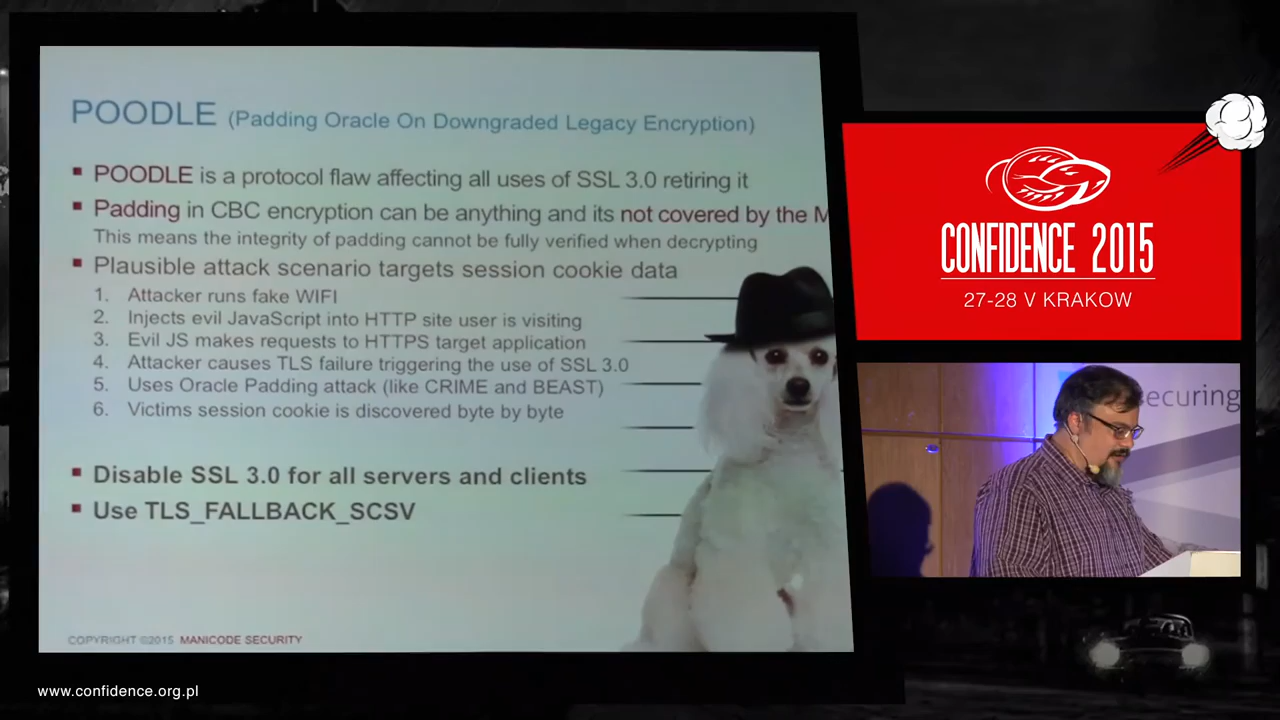 POODLE (Padding Oracle On Downgraded Legacy Encryption)
POODLE is a protocol flaw affecting all uses of SSL 3.0 retiring it
Padding in CBC encryption can be anything and its not covered by the M
This means the integrity of padding cannot be fully verified when decrypting
Plausible attack scenario targets session cookie data
1. Attacker runs fake WIFI
2. Injects evil JavaScript into HTTP site user is visiting
3. Evil JS makes requests to HTTPS target application
4. Attacker causes TLS failure triggering the use of SSL 3.0
5. Uses Oracle Padding attack (like CRIME and BEAST)
6. Victims session cookie is discovered byte by byte
Disable SSL 3.0 for all servers and clients
Use TLS_FALLBACK_SCSV
COPYRIGHT ©2015 MANICODE SECURITY
CONFIDENCE 2015
27-28 V KRAKOW
ecuring
www.confidence.org.pl